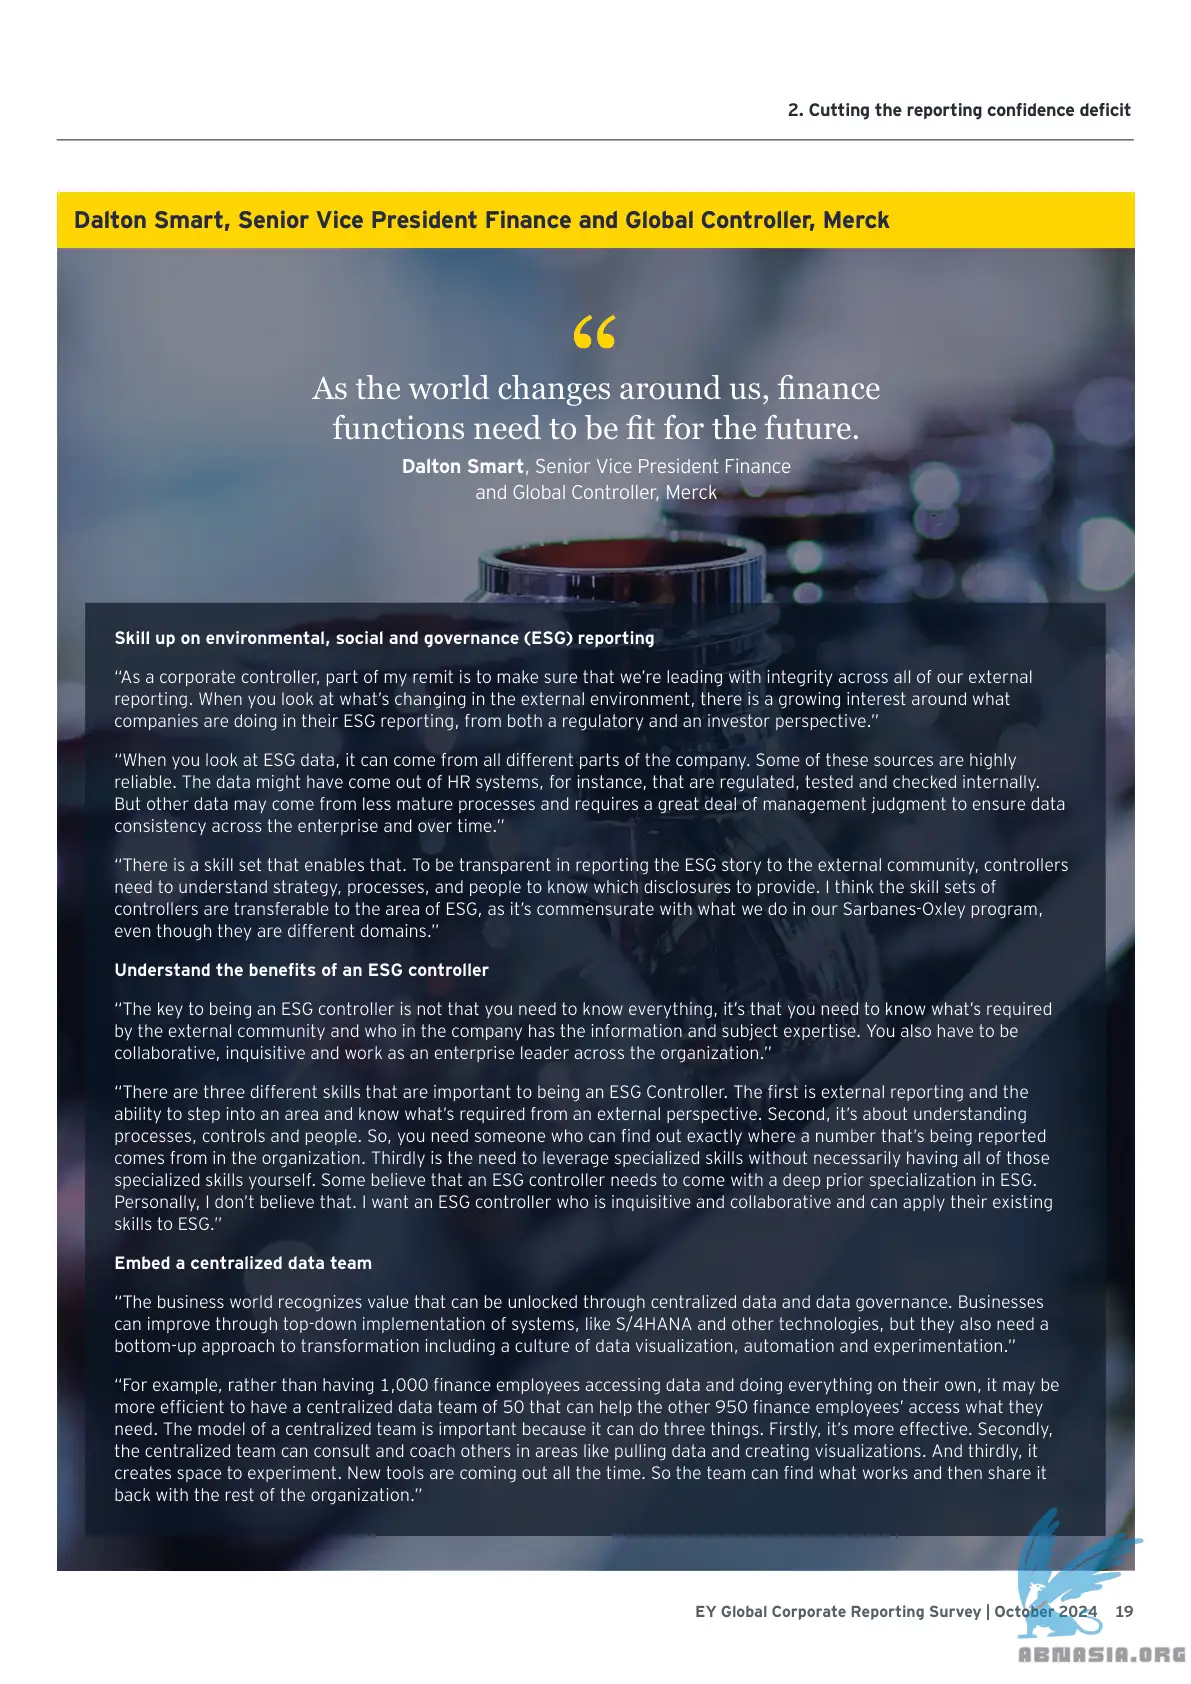 2. Cutting the reporting confidence deficit
Dalton Smart, Senior Vice President Finance and Global Controller, Merck
“
As the world changes around us, finance
functions need to be fit for the future.
Dalton Smart, Senior Vice President Finance
and Global Controller, Merck
Skill up on environmental, social and governance (ESG) reporting
“As a corporate controller, part of my remit is to make sure that we’re leading with integrity across all of our external
reporting. When you look at what’s changing in the external environment, there is a growing interest around what
companies are doing in their ESG reporting, from both a regulatory and an investor perspective.”
“When you look at ESG data, it can come from all different parts of the company. Some of these sources are highly
reliable. The data might have come out of HR systems, for instance, that are regulated, tested and checked internally.
But other data may come from less mature processes and requires a great deal of management judgment to ensure data
consistency across the enterprise and over time.”
“There is a skill set that enables that. To be transparent in reporting the ESG story to the external community, controllers
need to understand strategy, processes, and people to know which disclosures to provide. I think the skill sets of
controllers are transferable to the area of ESG, as it’s commensurate with what we do in our Sarbanes-Oxley program,
even though they are different domains.”
Understand the benefits of an ESG controller
“The key to being an ESG controller is not that you need to know everything, it’s that you need to know what’s required
by the external community and who in the company has the information and subject expertise. You also have to be
collaborative, inquisitive and work as an enterprise leader across the organization.”
“There are three different skills that are important to being an ESG Controller. The first is external reporting and the
ability to step into an area and know what’s required from an external perspective. Second, it’s about understanding
processes, controls and people. So, you need someone who can find out exactly where a number that’s being reported
comes from in the organization. Thirdly is the need to leverage specialized skills without necessarily having all of those
specialized skills yourself. Some believe that an ESG controller needs to come with a deep prior specialization in ESG.
Personally, I don’t believe that. I want an ESG controller who is inquisitive and collaborative and can apply their existing
skills to ESG.”
Embed a centralized data team
“The business world recognizes value that can be unlocked through centralized data and data governance. Businesses
can improve through top-down implementation of systems, like S/4HANA and other technologies, but they also need a
bottom-up approach to transformation including a culture of data visualization, automation and experimentation.”
“For example, rather than having 1,000 finance employees accessing data and doing everything on their own, it may be
more efficient to have a centralized data team of 50 that can help the other 950 finance employees’ access what they
need. The model of a centralized team is important because it can do three things. Firstly, it’s more effective. Secondly,
the centralized team can consult and coach others in areas like pulling data and creating visualizations. And thirdly, it
creates space to experiment. New tools are coming out all the time. So the team can find what works and then share it
back with the rest of the organization.”
EY Global Corporate Reporting Survey | October 2024 19
ABNASIA.ORG